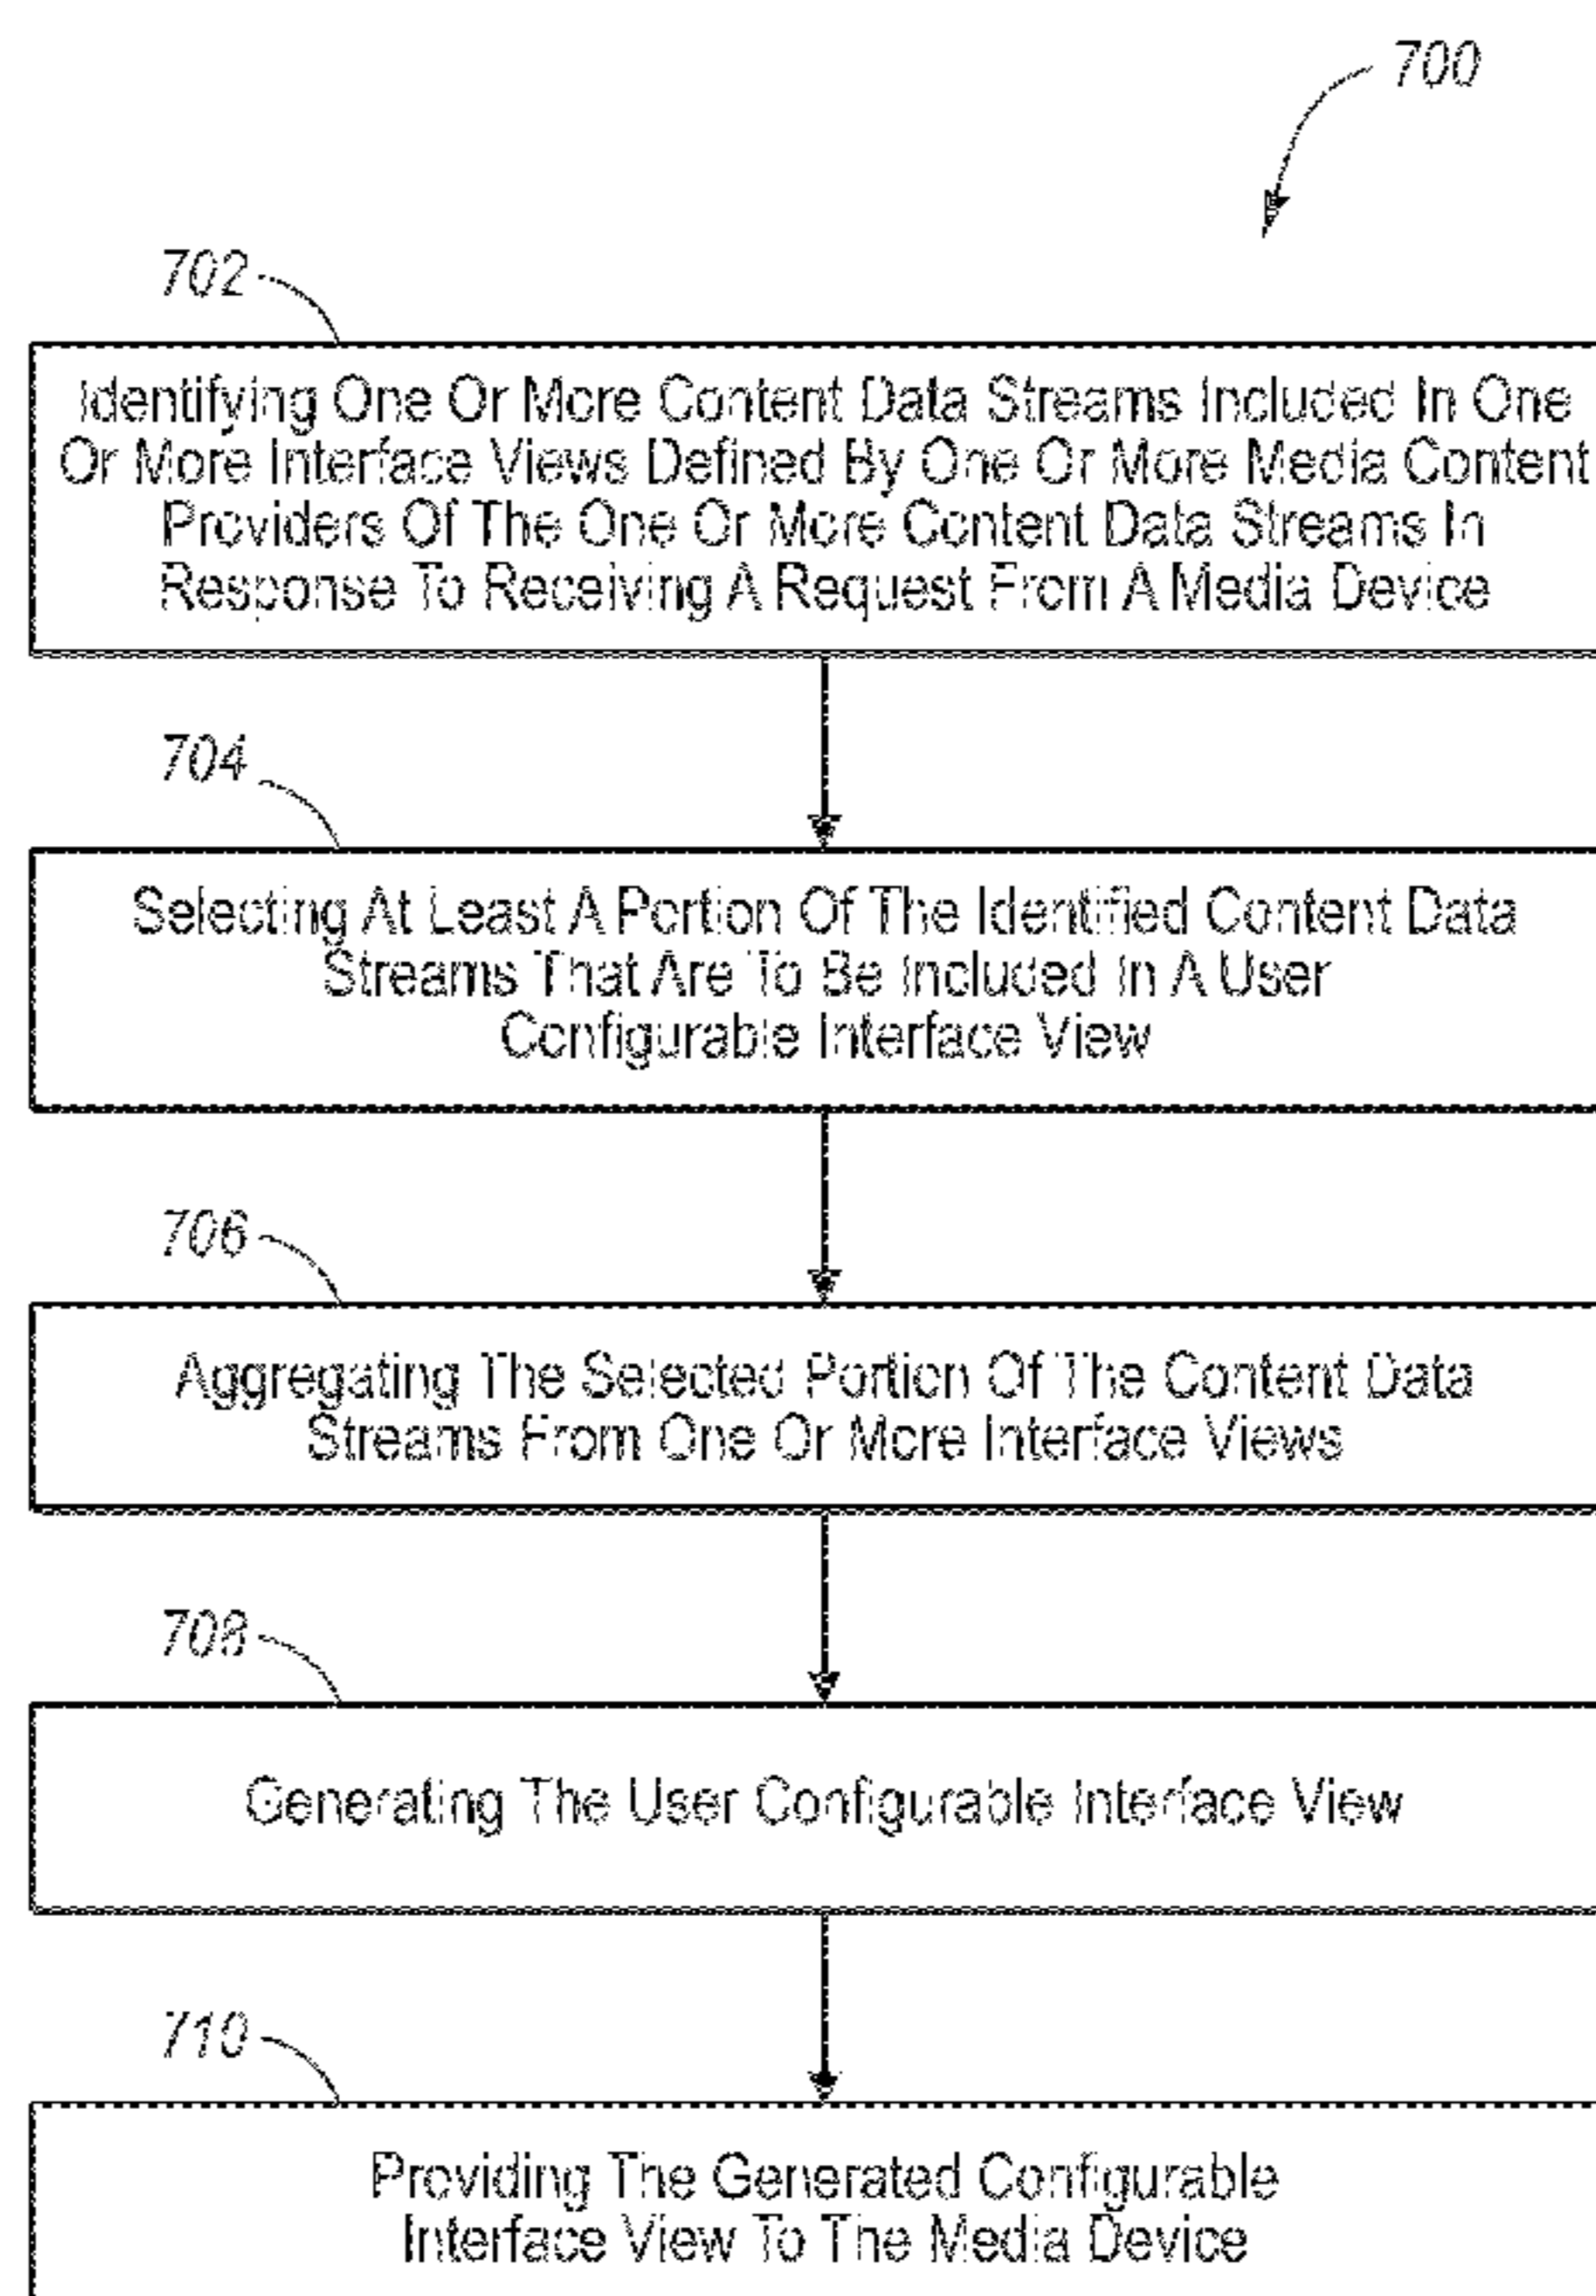 700
702
Identifying One Or More Content Data Streams Included In One
Or More Interface Views Defined By One Or More Media Content
Providers Of The One Or More Content Data Streams In
Response To Receiving A Request From A Media Device
704
Selecting At Least A Portion Of The Identified Content Data
Streams That Are To Be Included In A User
Configurable Interface View
706
Aggregating The Selected Portion Of The Content Data
Streams From One Or More Interface Views
708
Generating The User Configurable Interface View
710
Providing The Generated Configurable
Interface View To The Media Device